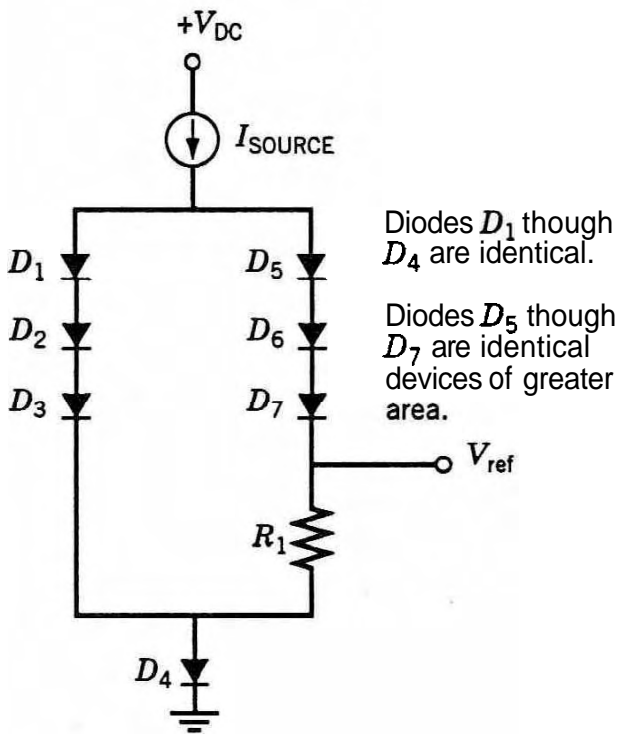 +V_DC
I_SOURCE
Diodes D_1 though
D_4 are identical.
D_1
D_5
D_2
D_6
Diodes D_5 though
D_7 are identical
devices of greater
area.
D_3
D_7
V_ref
R_1
D_4